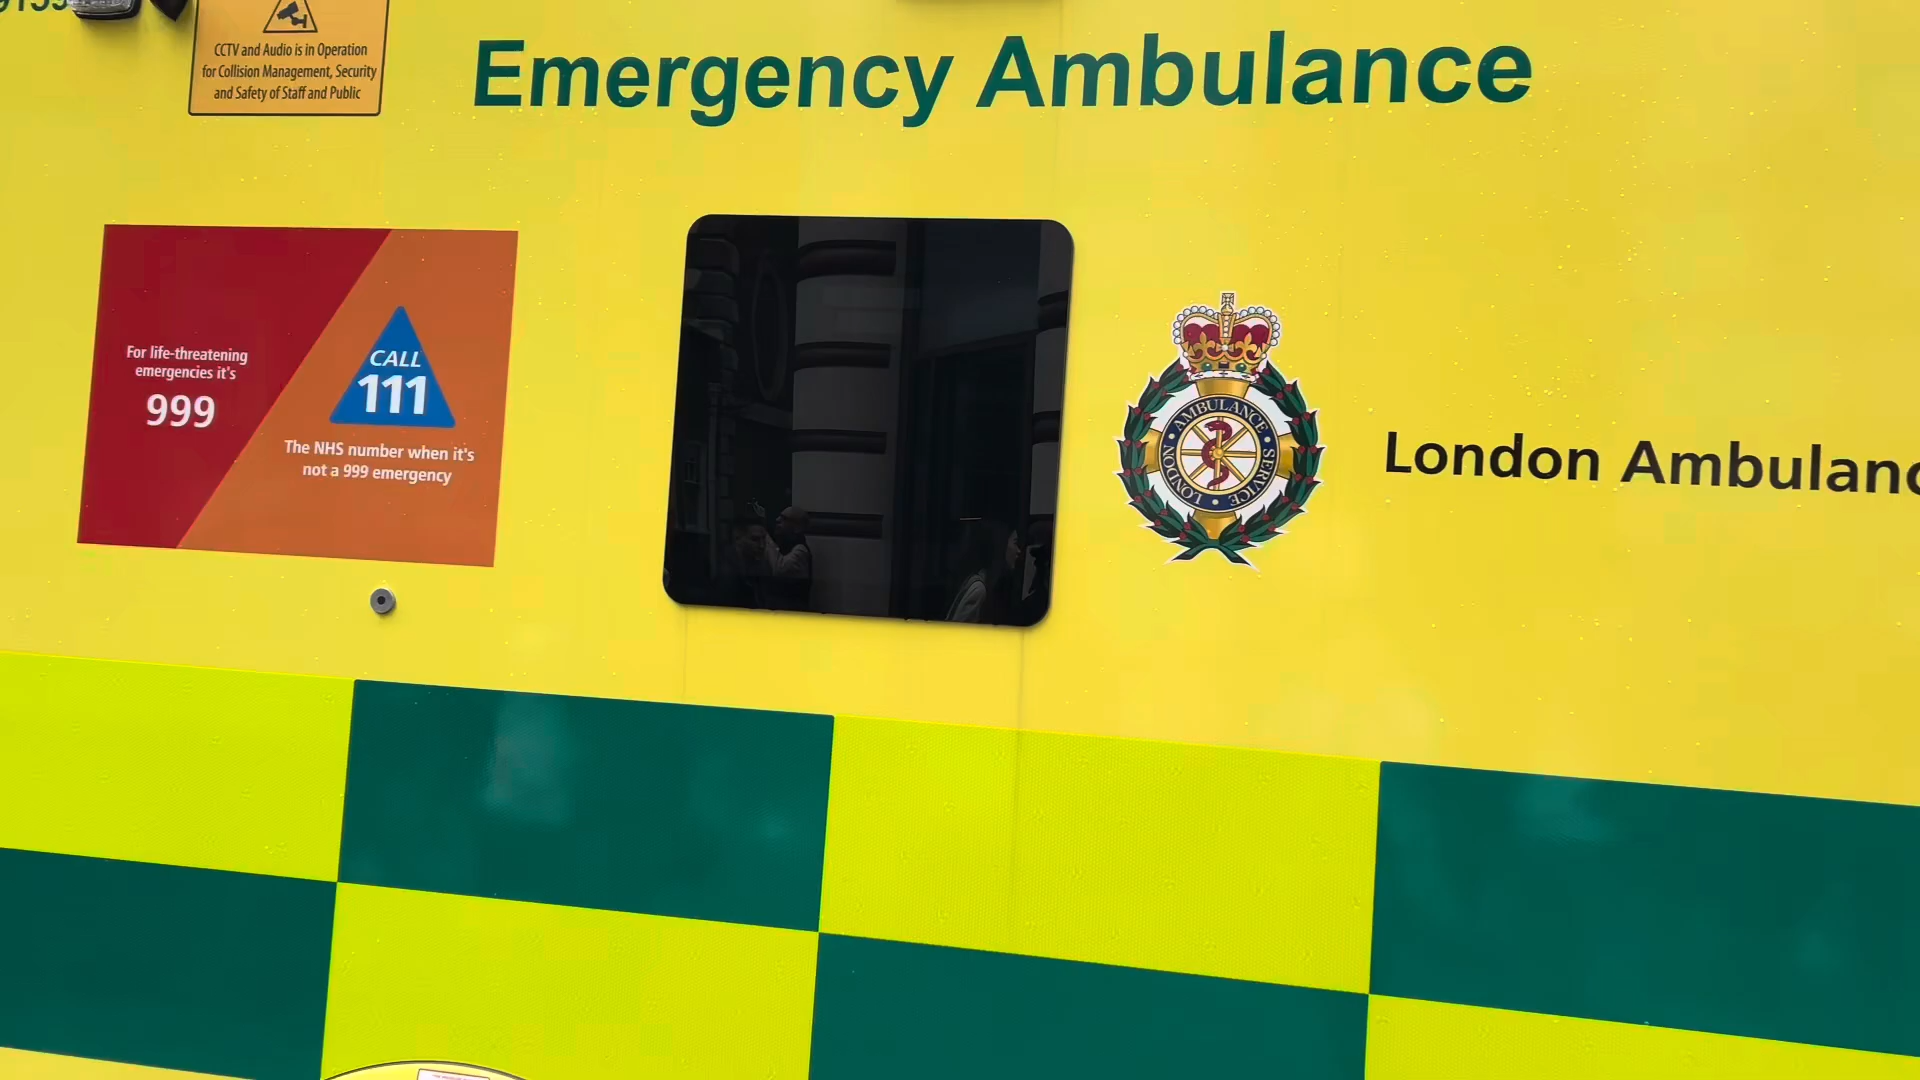 CCTV and Audio is in Operation
for Collision Management, Security
and Safety of Staff and Public
Emergency Ambulance
For life-threatening
emergencies it's
999
CALL
111
The NHS number when it's
not a 999 emergency
LONDON AMBULANCE SERVICE
London Ambulanc